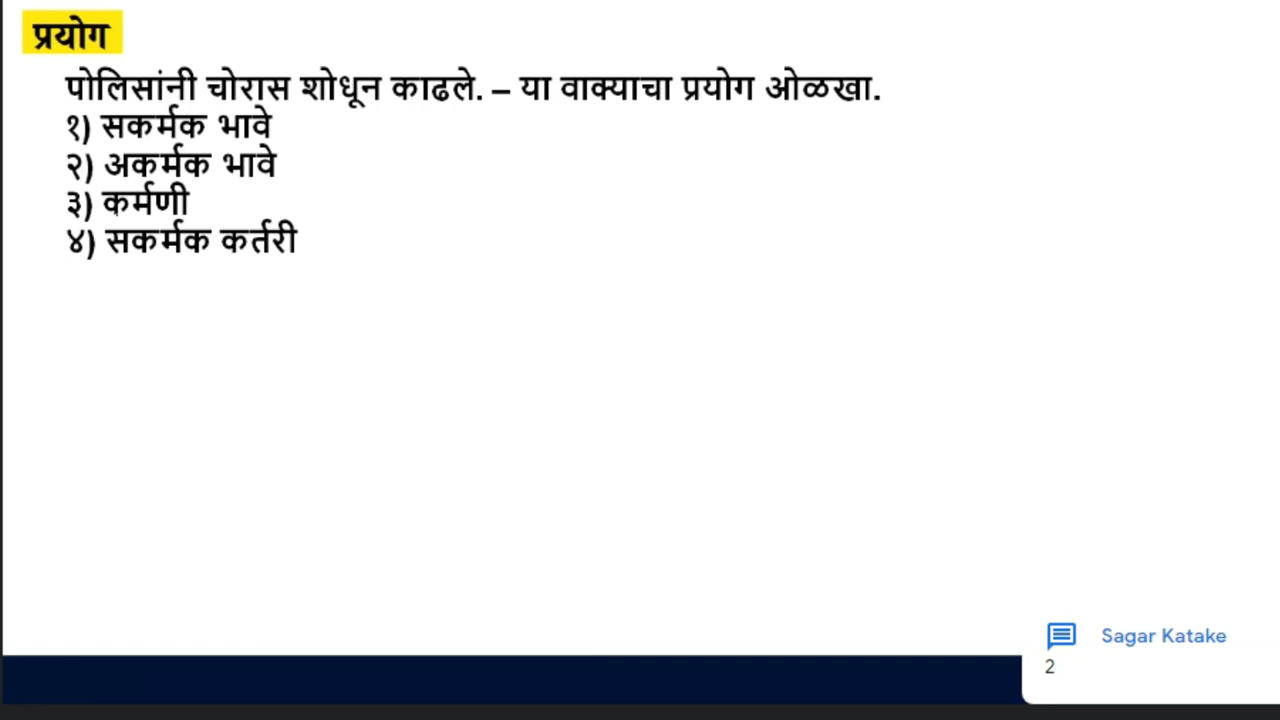 प्रयोग
पोलिसांनी चोरास शोधून काढले. – या वाक्याचा प्रयोग ओळखा.
१) सकर्मक भावे
२) अकर्मक भावे
३) कर्मणी
४) सकर्मक कर्तरी
Sagar Katake
2